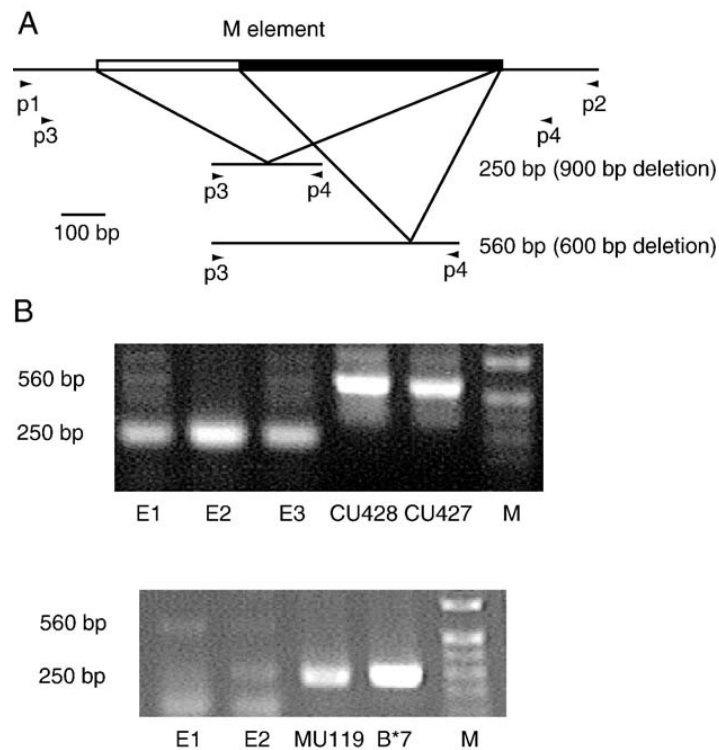 A
M element
p1
p2
p3
p4
p3
p4
250 bp (900 bp deletion)
100 bp
p3
p4
560 bp (600 bp deletion)
B
560 bp
250 bp
E1 E2 E3 CU428 CU427 M
560 bp
250 bp
E1 E2 MU119 B*7 M